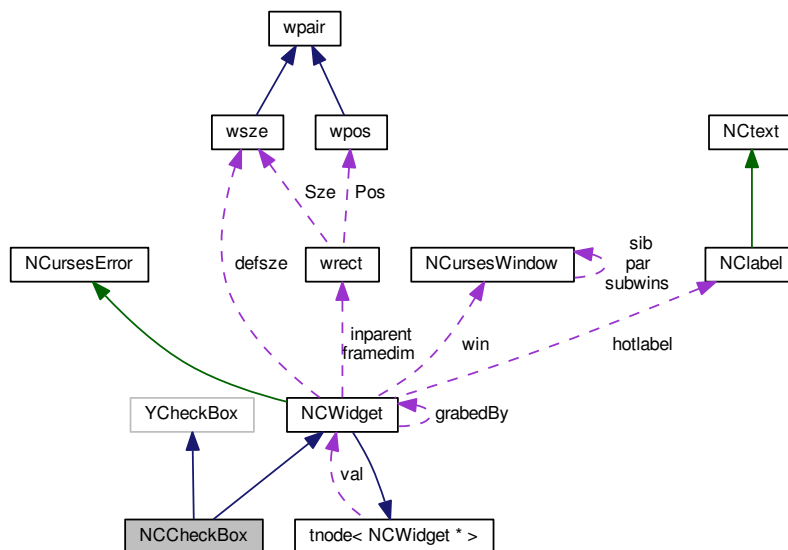 wpair
wsze
wpos
NCtext
Sze
Pos
sib
par
subwins
defsze
NCursesError
wrect
NCursesWindow
NClabel
inparent
framedim
win
hotlabel
YCheckBox
NCWidget
grabedBy
val
NCCheckBox
tnode< NCWidget * >